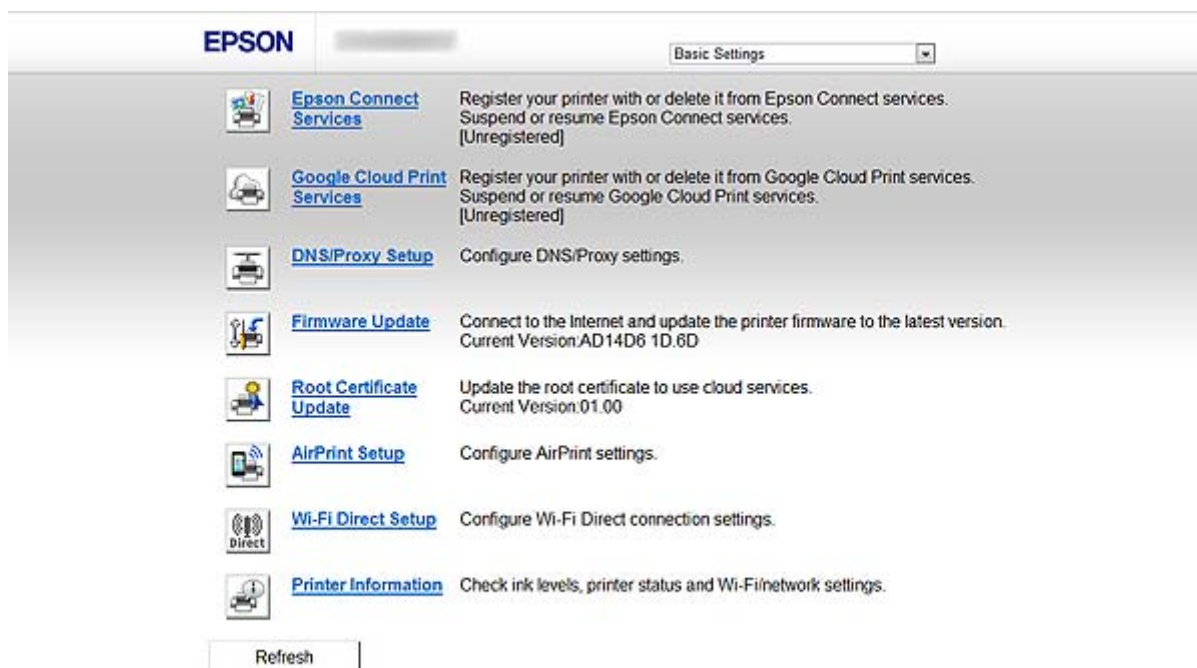 EPSON
Basic Settings
Epson Connect Services
Register your printer with or delete it from Epson Connect services.
Suspend or resume Epson Connect services.
[Unregistered]
Google Cloud Print Services
Register your printer with or delete it from Google Cloud Print services.
Suspend or resume Google Cloud Print services.
[Unregistered]
DNS/Proxy Setup
Configure DNS/Proxy settings.
Firmware Update
Connect to the Internet and update the printer firmware to the latest version.
Current Version:AD14D6 1D.6D
Root Certificate Update
Update the root certificate to use cloud services.
Current Version:01.00
AirPrint Setup
Configure AirPrint settings.
Direct
Wi-Fi Direct Setup
Configure Wi-Fi Direct connection settings.
Printer Information
Check ink levels, printer status and Wi-Fi/network settings.
Refresh